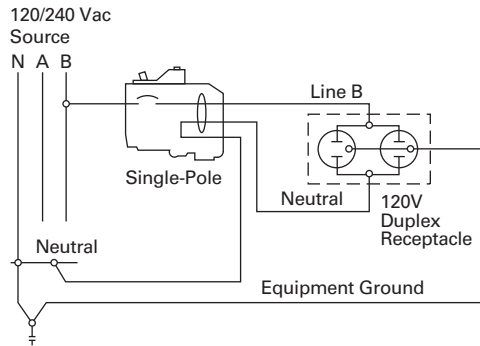 120/240 Vac
Source
N A B
Line B
Single-Pole
Neutral
120V
Duplex
Receptacle
Neutral
Equipment Ground